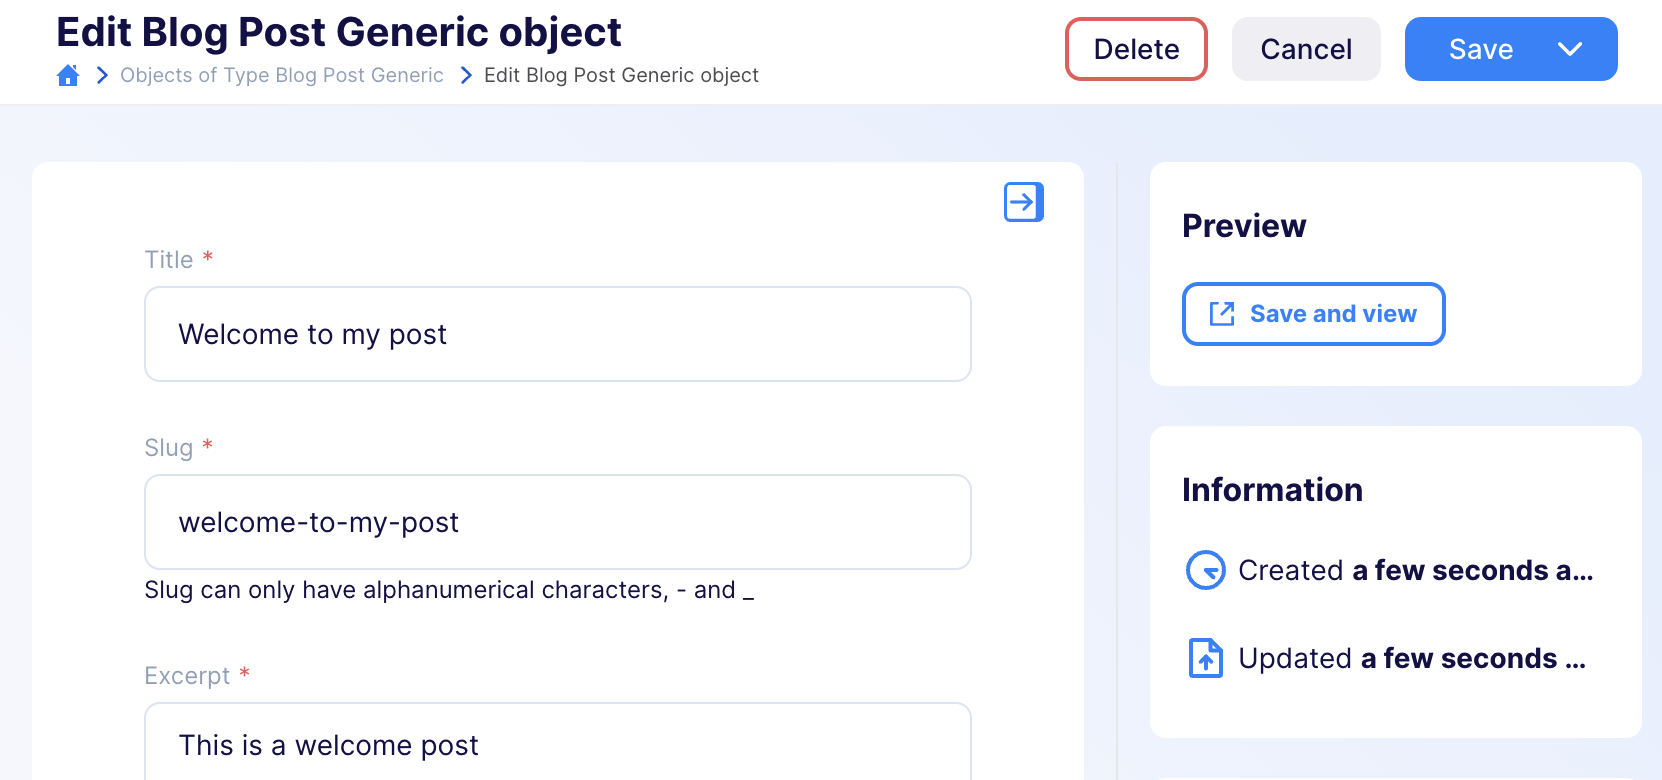 Edit Blog Post Generic object
Objects of Type Blog Post Generic Edit Blog Post Generic object
Delete
Cancel
Save
Title *
Welcome to my post
Slug *
welcome-to-my-post
Slug can only have alphanumerical characters, - and _
Excerpt *
This is a welcome post
Preview
Save and view
Information
Created a few seconds a...
Updated a few seconds ...